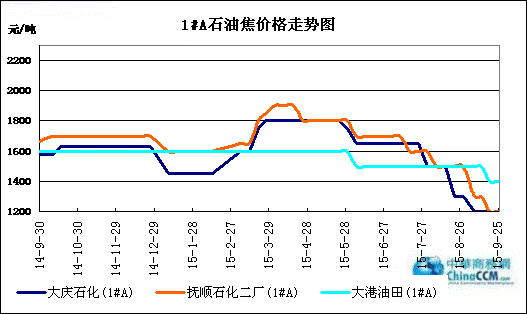 1#A石油焦价格走势图
元/吨
2200
2000
1800
1600
1400
1200
14-9-30
14-10-30
14-11-29
14-12-29
15-1-28
15-2-27
15-3-29
15-4-28
15-5-28
15-6-27
15-7-27
15-8-26
15-9-25
中華商務網
ChinaCCM.com
大庆石化(1#A)
抚顺石化二厂(1#A)
大港油田(1#A)